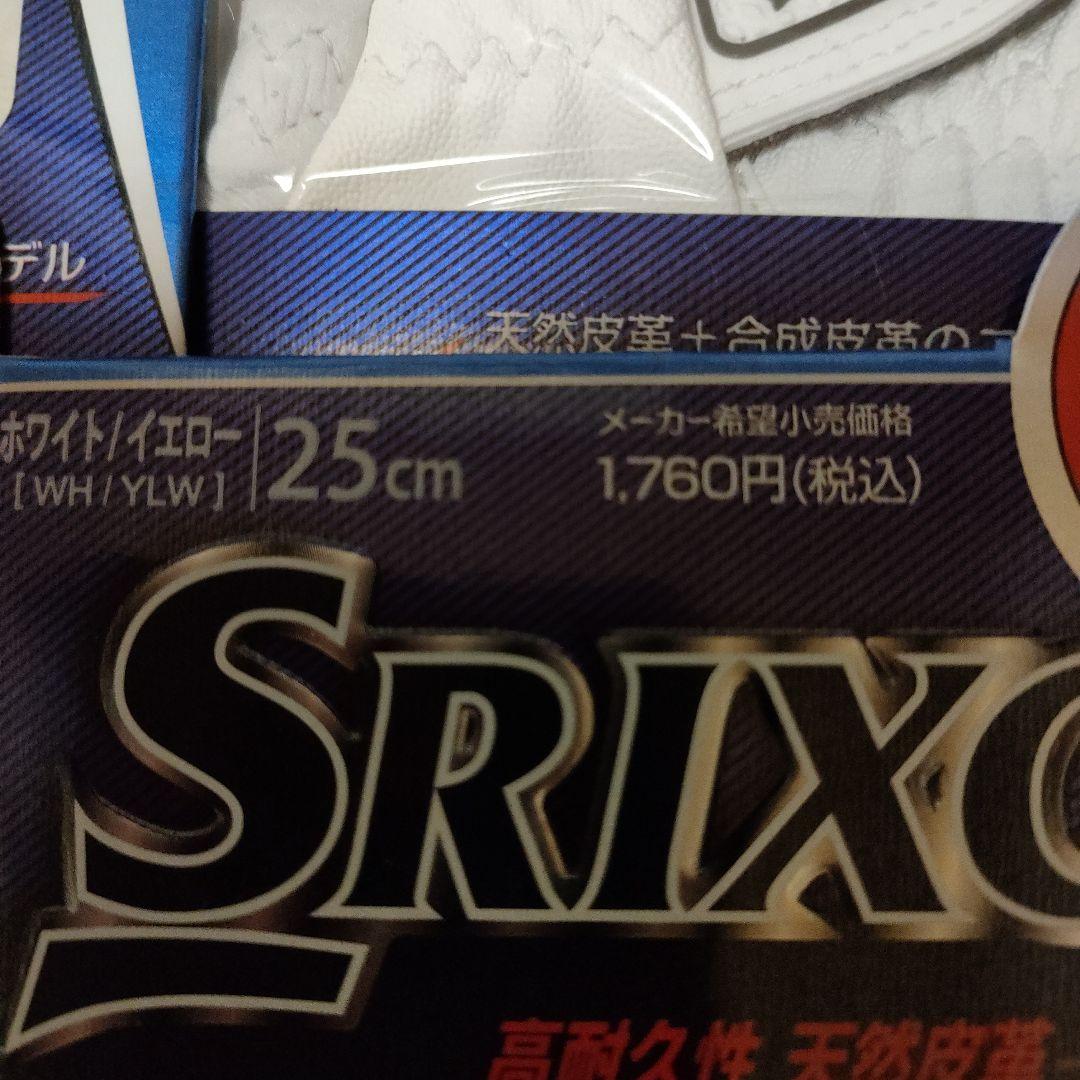 デル
天然皮革+合成皮革の
ホワイト/イエロー
[WH/YLW]
25cm
メーカー希望小売価格
1,760円(税込)
SRIXO
高耐久性 天然皮革